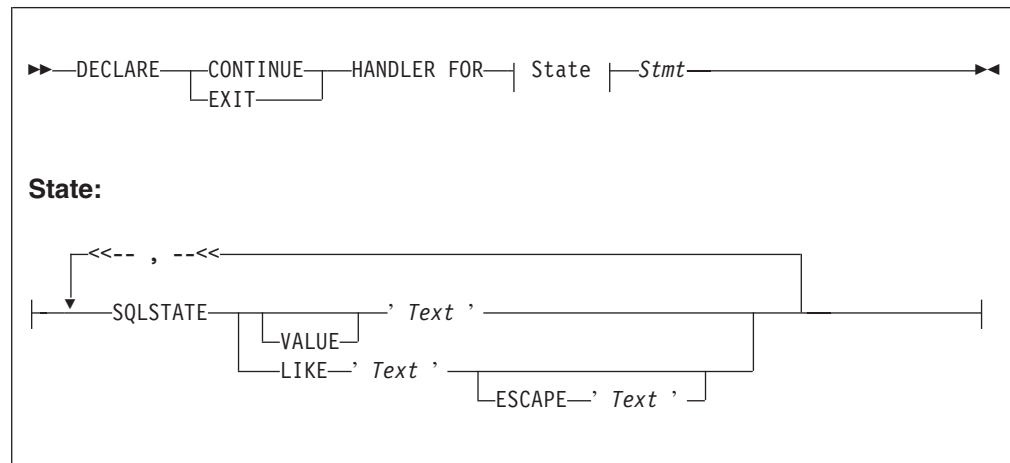 DECLARE CONTINUE HANDLER FOR State Stmt
EXIT
State:
<<-- , --<<
SQLSTATE ' Text '
VALUE
LIKE ' Text '
ESCAPE ' Text '